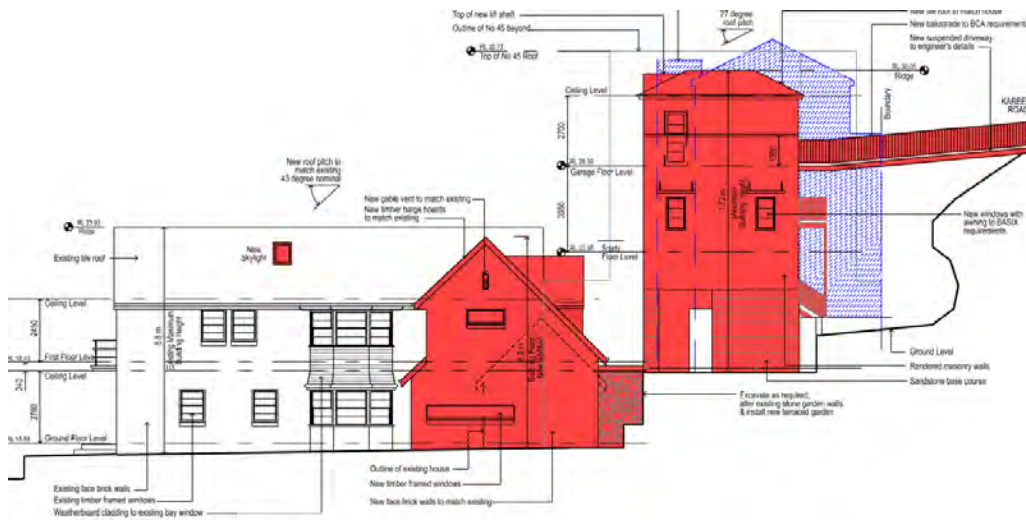 Top of new lift shaft
Outline of No 45 beyond
27 degree
roof pitch
New tile roof to match house
New balustrade to BCA requirements
New suspended driveway
to engineer's details
Top of No 45 Roof
Ridge
Boundary
KAREE
ROAD
Ceiling Level
2700
Garage Floor Level
3350
Study
Floor Level
New windows with
awning to BASIX
requirements.
New roof pitch to
match existing
43 degree nominal
New gable vent to match existing
New timber barge boards
to match existing
Ridge
Existing tile roof
New
Skylight
Ceiling Level
2450
First Floor Level
Ceiling Level
340
2780
Ground Floor Level
Existing Maximum
Building Height
Ground Level
Rendered masonry walls
Sandstone base course
Excavate as required,
alter existing stone garden walls
& install new terraced garden
Outline of existing house
New timber framed windows
New face brick walls to match existing
Existing face brick walls
Existing timber framed windows
Weatherboard cladding to existing bay window